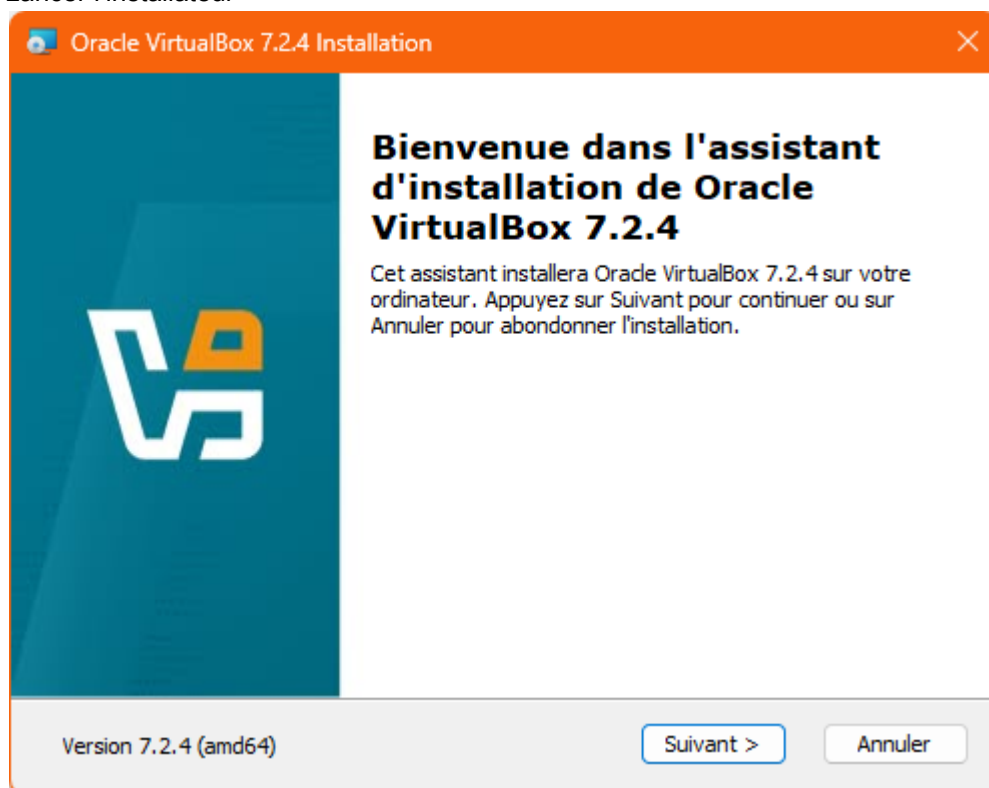 Lancer l'installateur
Oracle VirtualBox 7.2.4 Installation
Bienvenue dans l'assistant
d'installation de Oracle
VirtualBox 7.2.4
Cet assistant installera Oracle VirtualBox 7.2.4 sur votre
ordinateur. Appuyez sur Suivant pour continuer ou sur
Annuler pour abondonner l'installation.
Version 7.2.4 (amd64)
Suivant >
Annuler